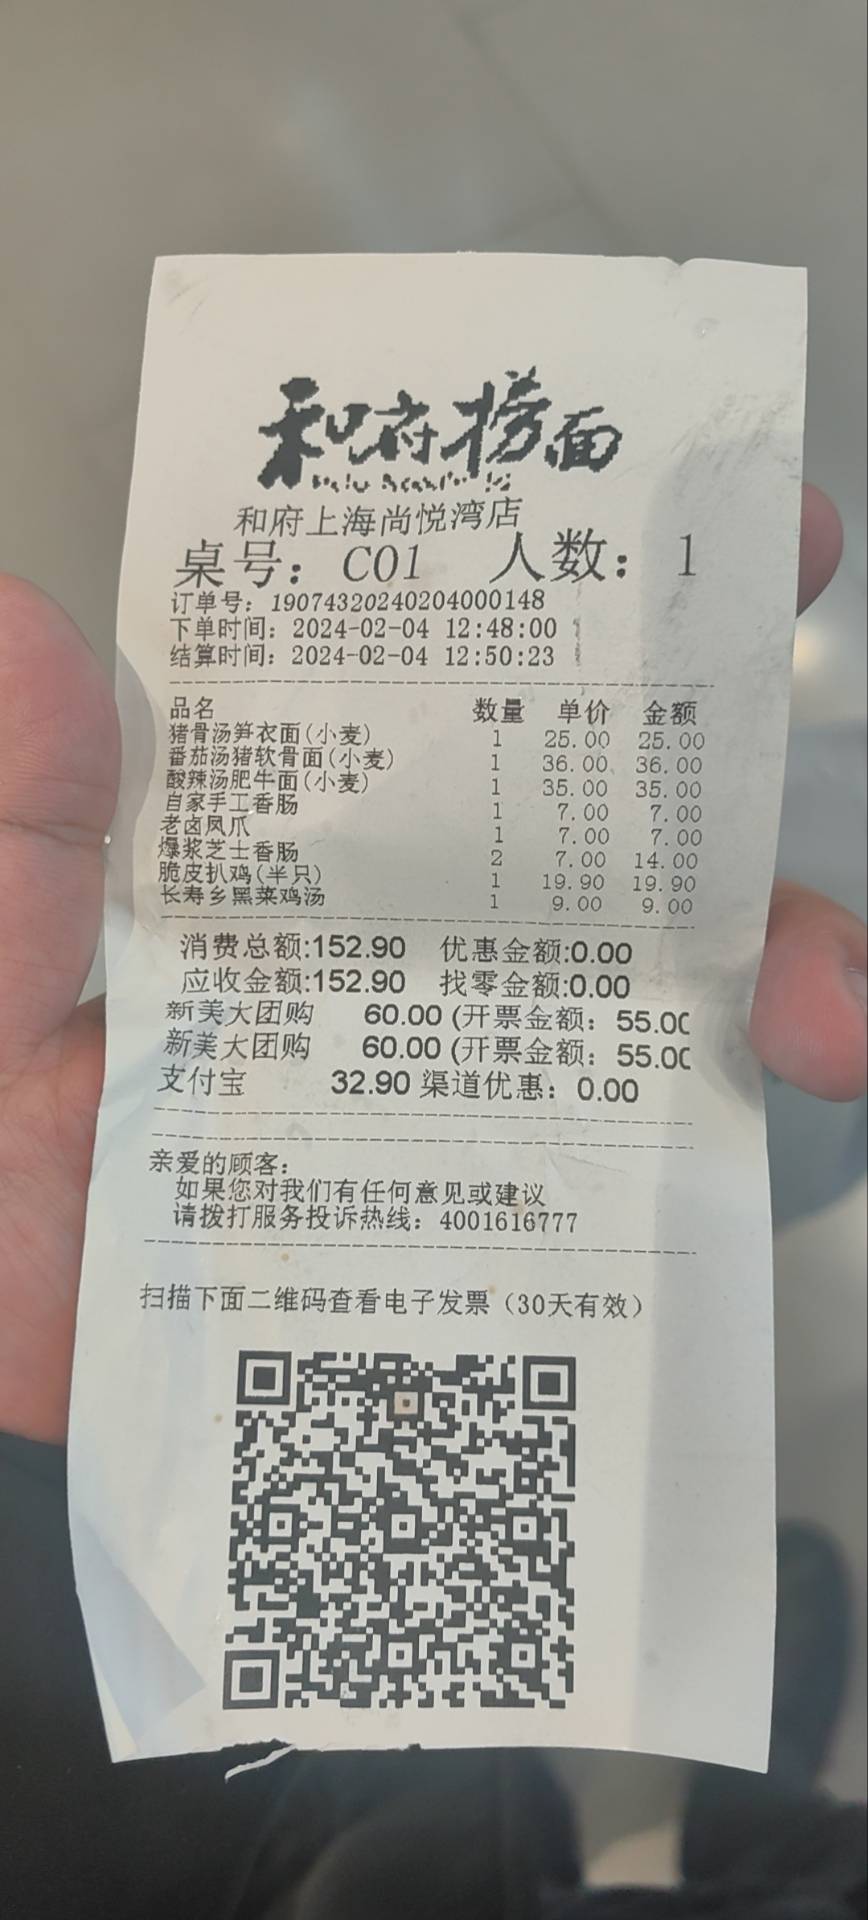 和府捞面
和府上海尚悦湾店
桌号：C01 人数：1
订单号：19074320240204000148
下单时间：2024-02-04 12:48:00
结算时间：2024-02-04 12:50:23
品名 数量 单价 金额
猪骨汤笋衣面(小麦) 1 25.00 25.00
番茄汤猪软骨面(小麦) 1 36.00 36.00
酸辣汤肥牛面(小麦) 1 35.00 35.00
自家手工香肠 1 7.00 7.00
老卤凤爪 1 7.00 7.00
爆浆芝士香肠 2 7.00 14.00
脆皮扒鸡(半只) 1 19.90 19.90
长寿乡黑菜鸡汤 1 9.00 9.00
消费总额:152.90 优惠金额:0.00
应收金额:152.90 找零金额:0.00
新美大团购 60.00 (开票金额：55.00
新美大团购 60.00 (开票金额：55.00
支付宝 32.90 渠道优惠：0.00
亲爱的顾客：
如果您对我们有任何意见或建议
请拨打服务投诉热线：4001616777
扫描下面二维码查看电子发票（30天有效）